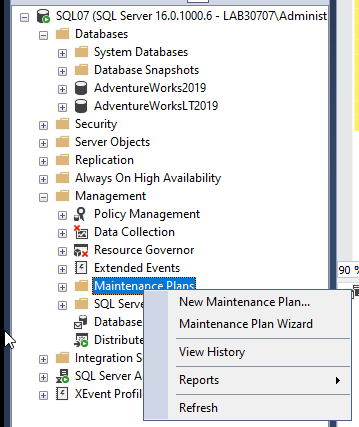 SQL07 (SQL Server 16.0.1000.6 - LAB30707\Administ
Databases
System Databases
Database Snapshots
AdventureWorks2019
AdventureWorksLT2019
Security
Server Objects
Replication
Always On High Availability
Management
Policy Management
Data Collection
Resource Governor
Extended Events
Maintenance Plans
SQL Serve
Database
Distribute
Integration S
SQL Server A
XEvent Profil
New Maintenance Plan...
Maintenance Plan Wizard
View History
Reports
Refresh
90 %